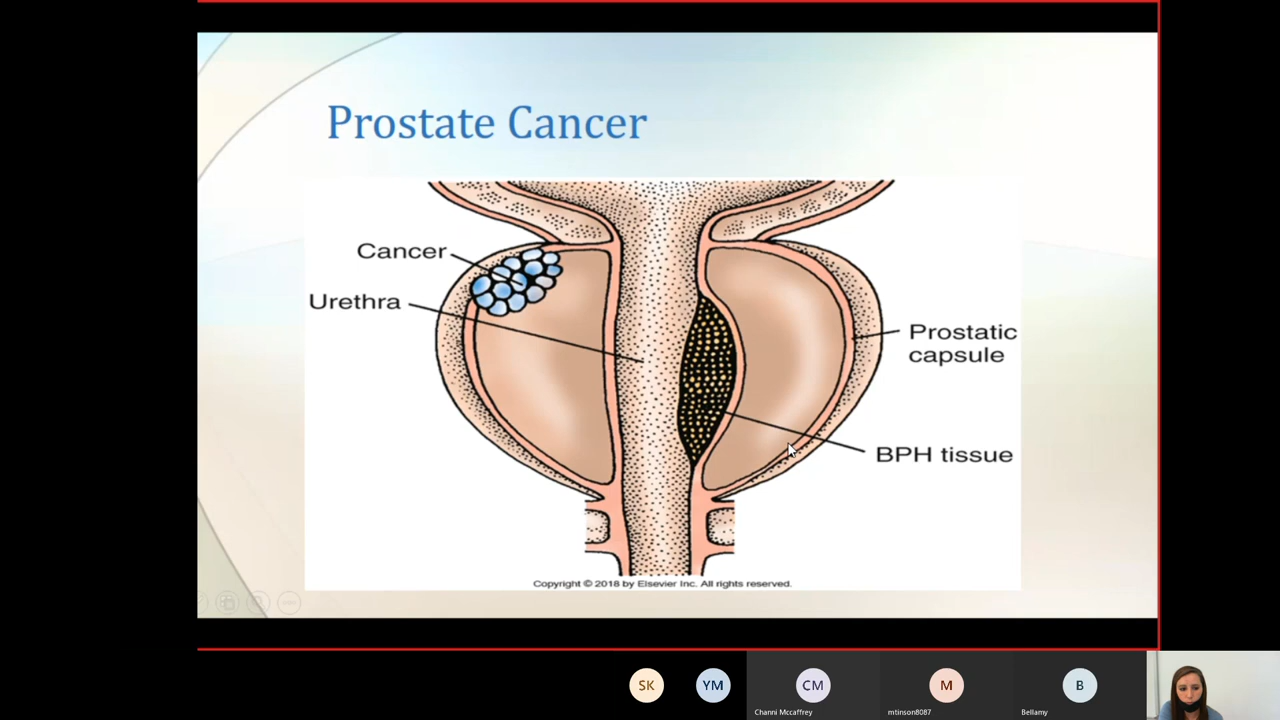 Prostate Cancer
Cancer
Urethra
Prostatic
capsule
BPH tissue
Copyright © 2018 by Elsevier Inc. All rights reserved.
SK
YM
CM
M
B
Channi Mccaffrey
mtinson8087
Bellamy